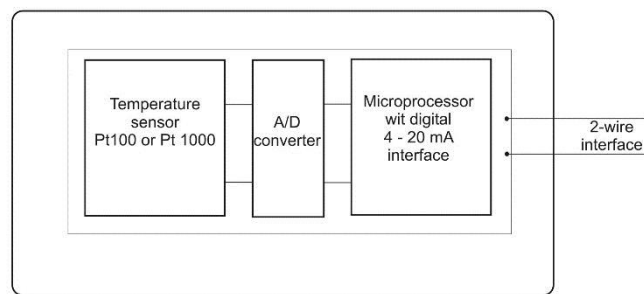 Temperature
sensor
Pt100 or Pt 1000
A/D
converter
Microprocessor
wit digital
4 - 20 mA
interface
2-wire
interface